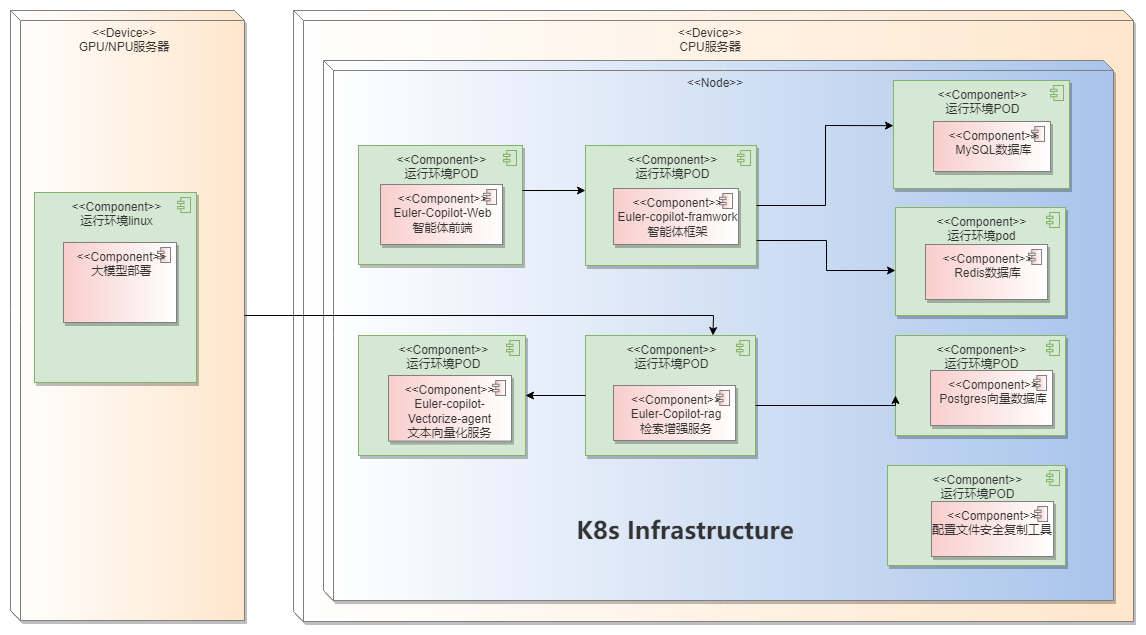 <<Device>>
GPU/NPU服务器
<<Component>>
运行环境linux
<<Component>>
大模型部署
<<Device>>
CPU服务器
<<Node>>
<<Component>>
运行环境POD
<<Component>>
Euler-Copilot-Web
智能体前端
<<Component>>
运行环境POD
<<Component>>
Euler-copilot-framwork
智能体框架
<<Component>>
运行环境POD
<<Component>>
MySQL数据库
<<Component>>
运行环境pod
<<Component>>
Redis数据库
<<Component>>
运行环境POD
<<Component>>
Euler-copilot-
Vectorize-agent
文本向量化服务
<<Component>>
运行环境POD
<<Component>>
Euler-Copilot-rag
检索增强服务
<<Component>>
运行环境POD
<<Component>>
Postgres向量数据库
<<Component>>
运行环境POD
<<Component>>
配置文件安全复制工具
K8s Infrastructure